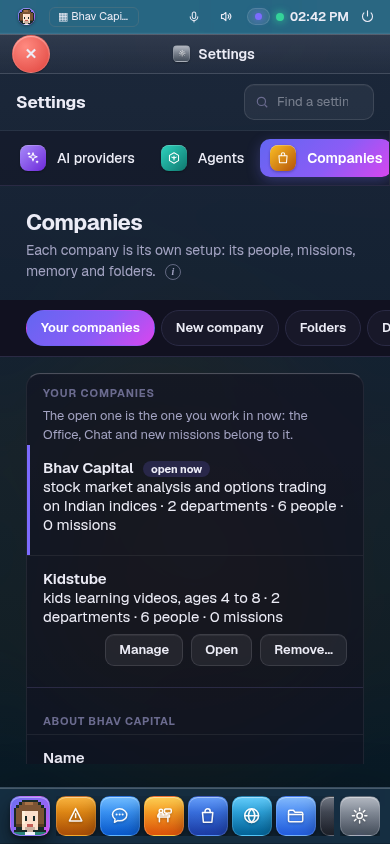 Bhav Capi...
02:42 PM
Settings
Settings
Find a settin
AI providers
Agents
Companies
Companies
Each company is its own setup: its people, missions,
memory and folders.
Your companies
New company
Folders
D
YOUR COMPANIES
The open one is the one you work in now: the
Office, Chat and new missions belong to it.
Bhav Capital open now
stock market analysis and options trading
on Indian indices · 2 departments · 6 people ·
0 missions
Kidstube
kids learning videos, ages 4 to 8 · 2
departments · 6 people · 0 missions
Manage
Open
Remove...
ABOUT BHAV CAPITAL
Name